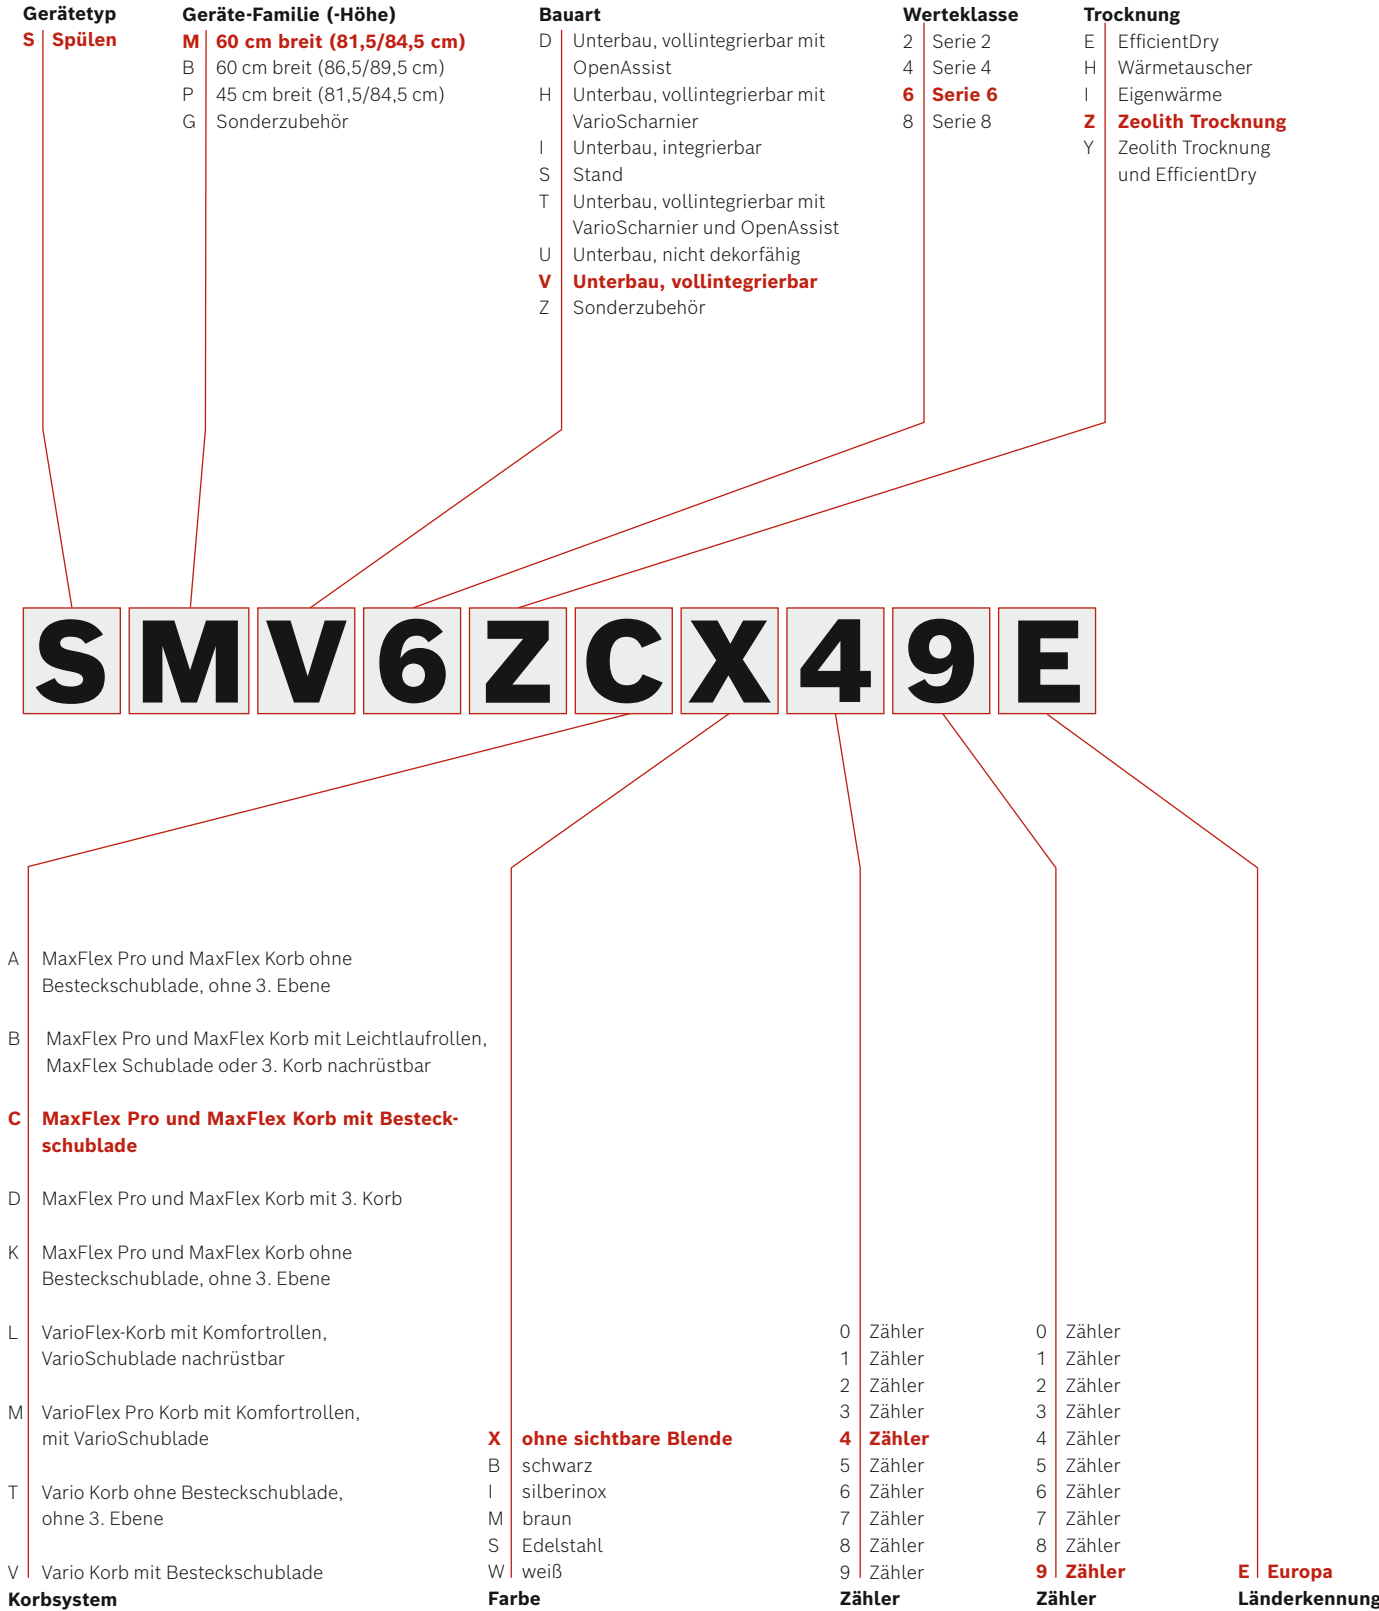 Gerätetyp
S Spülen
Geräte-Familie (-Höhe)
M 60 cm breit (81,5/84,5 cm)
B 60 cm breit (86,5/89,5 cm)
P 45 cm breit (81,5/84,5 cm)
G Sonderzubehör
Bauart
D Unterbau, vollintegrierbar mit
OpenAssist
H Unterbau, vollintegrierbar mit
VarioScharnier
I Unterbau, integrierbar
S Stand
T Unterbau, vollintegrierbar mit
VarioScharnier und OpenAssist
U Unterbau, nicht dekorfähig
V Unterbau, vollintegrierbar
Z Sonderzubehör
Werteklasse
2 Serie 2
4 Serie 4
6 Serie 6
8 Serie 8
Trocknung
E EfficientDry
H Wärmetauscher
I Eigenwärme
Z Zeolith Trocknung
Y Zeolith Trocknung
und EfficientDry
SMV6ZCX49E
A MaxFlex Pro und MaxFlex Korb ohne
Besteckschublade, ohne 3. Ebene
B MaxFlex Pro und MaxFlex Korb mit Leichtlaufrollen,
MaxFlex Schublade oder 3. Korb nachrüstbar
C MaxFlex Pro und MaxFlex Korb mit Besteck-
schublade
D MaxFlex Pro und MaxFlex Korb mit 3. Korb
K MaxFlex Pro und MaxFlex Korb ohne
Besteckschublade, ohne 3. Ebene
L VarioFlex-Korb mit Komfortrollen,
VarioSchublade nachrüstbar
M VarioFlex Pro Korb mit Komfortrollen,
mit VarioSchublade
T Vario Korb ohne Besteckschublade,
ohne 3. Ebene
V Vario Korb mit Besteckschublade
Korbsystem
X ohne sichtbare Blende
B schwarz
I silberinox
M braun
S Edelstahl
W weiß
Farbe
0 Zähler
1 Zähler
2 Zähler
3 Zähler
4 Zähler
5 Zähler
6 Zähler
7 Zähler
8 Zähler
9 Zähler
Zähler
0 Zähler
1 Zähler
2 Zähler
3 Zähler
4 Zähler
5 Zähler
6 Zähler
7 Zähler
8 Zähler
9 Zähler
Zähler
E Europa
Länderkennung